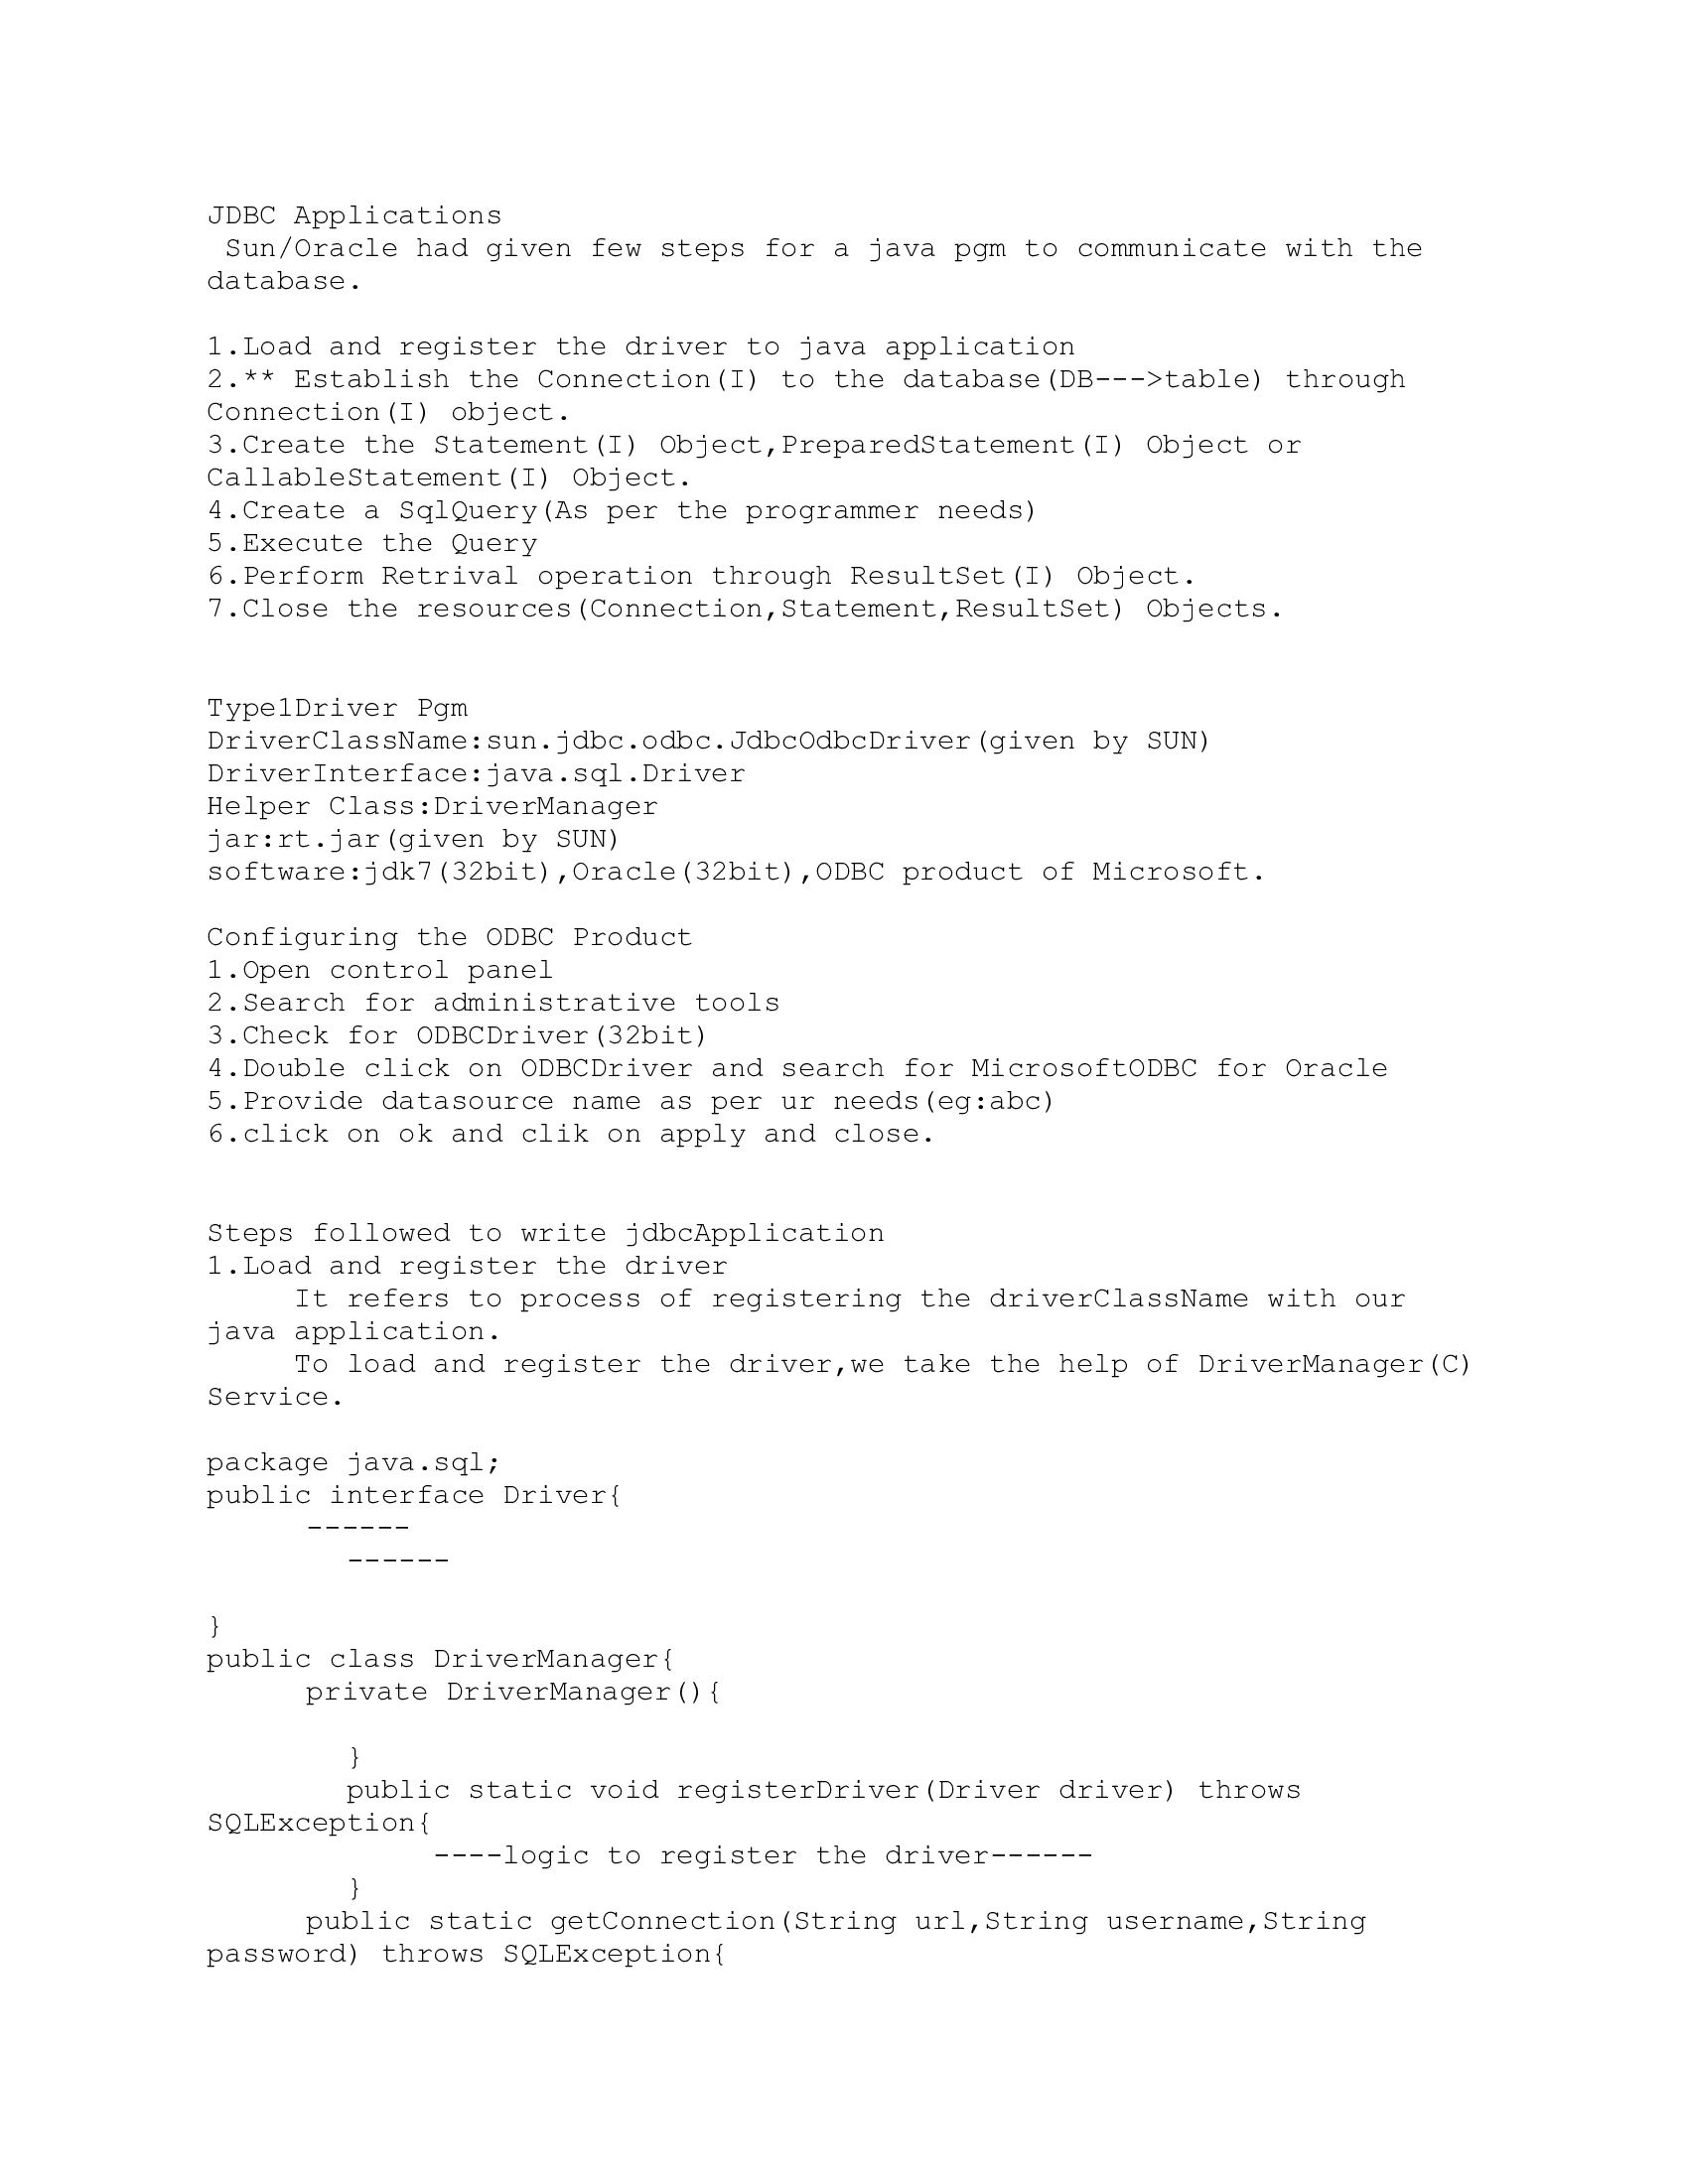 JDBC Applications
Sun/Oracle had given few steps for a java pgm to communicate with the
database.
1.Load and register the driver to java application
2.** Establish the Connection(I) to the database(DB--->table) through
Connection(I) object.
3.Create the Statement(I) Object,PreparedStatement(I) Object or
CallableStatement(I) Object.
4.Create a SqlQuery(As per the programmer needs)
5.Execute the Query
6.Perform Retrival operation through ResultSet(I) Object.
7.Close the resources(Connection,Statement,ResultSet) Objects.
Type1Driver Pgm
DriverClassName:sun.jdbc.odbc.JdbcOdbcDriver(given by SUN)
DriverInterface:java.sql.Driver
Helper Class:DriverManager
jar:rt.jar(given by SUN)
software:jdk7(32bit),Oracle(32bit),ODBC product of Microsoft.
Configuring the ODBC Product
1.Open control panel
2.Search for administrative tools
3.Check for ODBCDriver(32bit)
4.Double click on ODBCDriver and search for MicrosoftODBC for Oracle
5.Provide datasource name as per ur needs(eg:abc)
6.click on ok and clik on apply and close.
Steps followed to write jdbcApplication
1.Load and register the driver
It refers to process of registering the driverClassName with our
java application.
To load and register the driver,we take the help of DriverManager(C)
Service.
package java.sql;
public interface Driver{
------
------
}
public class DriverManager{
private DriverManager(){
}
public static void registerDriver(Driver driver) throws
SQLException{
----logic to register the driver------
}
public static getConnection(String url,String username,String
password) throws SQLException{